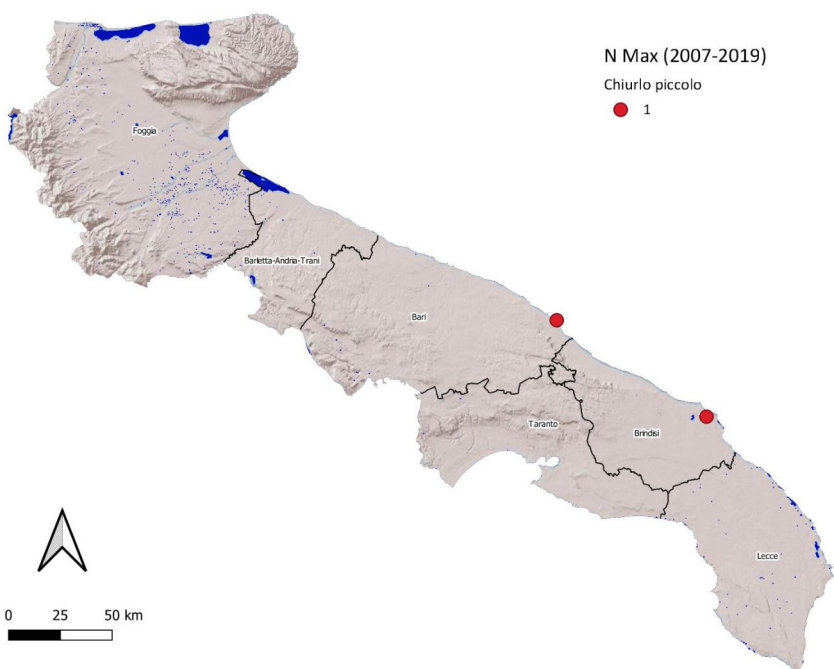 N Max (2007-2019)
Chiurlo piccolo
1
Foggia
Barletta-Andria-Trani
Bari
Taranto
Brindisi
Lecce
0 25 50 km